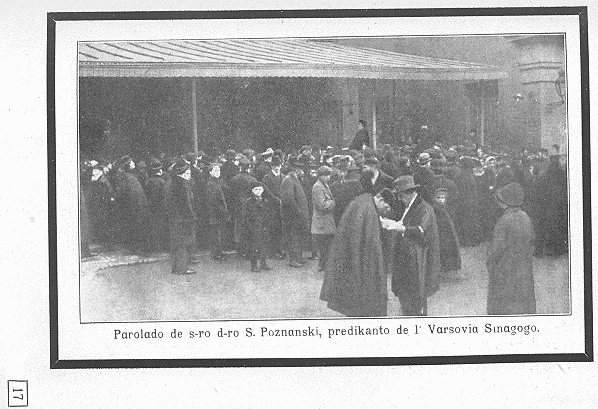 Parolado de s-ro d-ro S. Poznanski, predikanto de l' Varsovia Sinagogo.
17